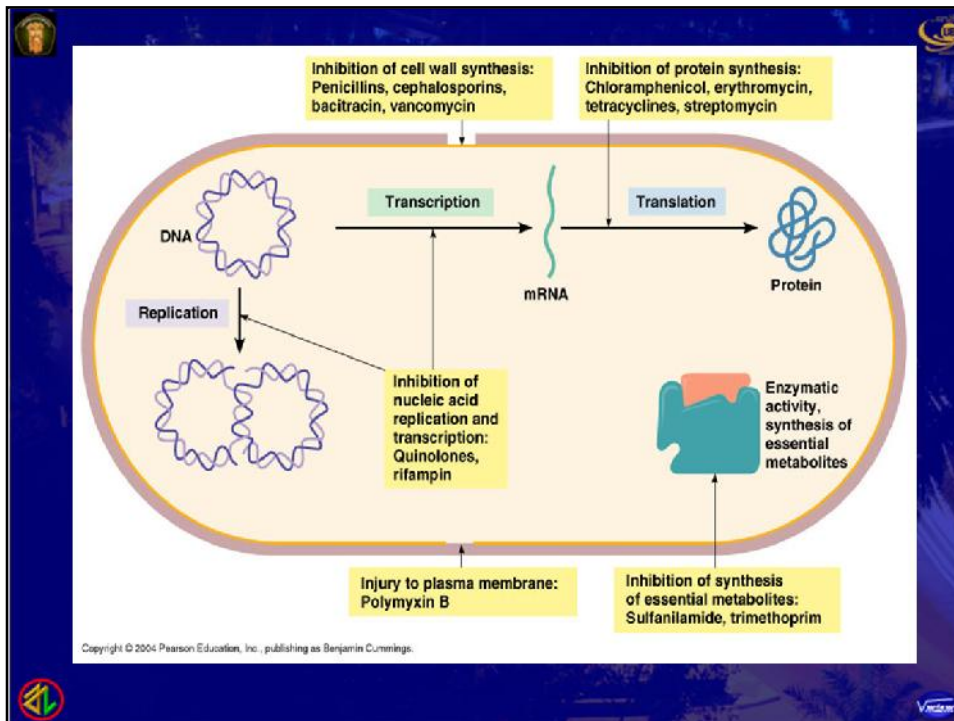 Inhibition of cell wall synthesis:
Penicillins, cephalosporins,
bacitracin, vancomycin
Inhibition of protein synthesis:
Chloramphenicol, erythromycin,
tetracyclines, streptomycin
Transcription
Translation
DNA
mRNA
Protein
Replication
Inhibition of
nucleic acid
replication and
transcription:
Quinolones,
rifampin
Enzymatic
activity,
synthesis of
essential
metabolites
Injury to plasma membrane:
Polymyxin B
Inhibition of synthesis
of essential metabolites:
Sulfanilamide, trimethoprim
Copyright © 2004 Pearson Education, Inc., publishing as Benjamin Cummings.